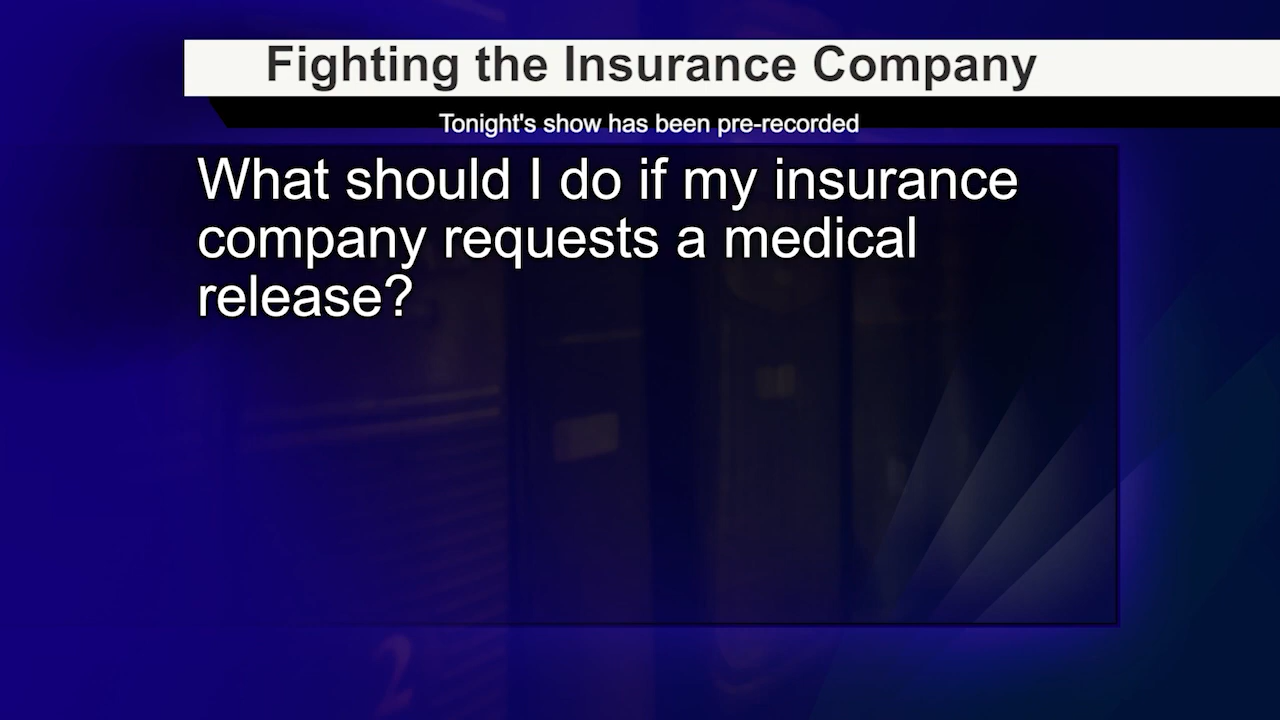 Fighting the Insurance Company
Tonight's show has been pre-recorded
What should I do if my insurance
company requests a medical
release?
2